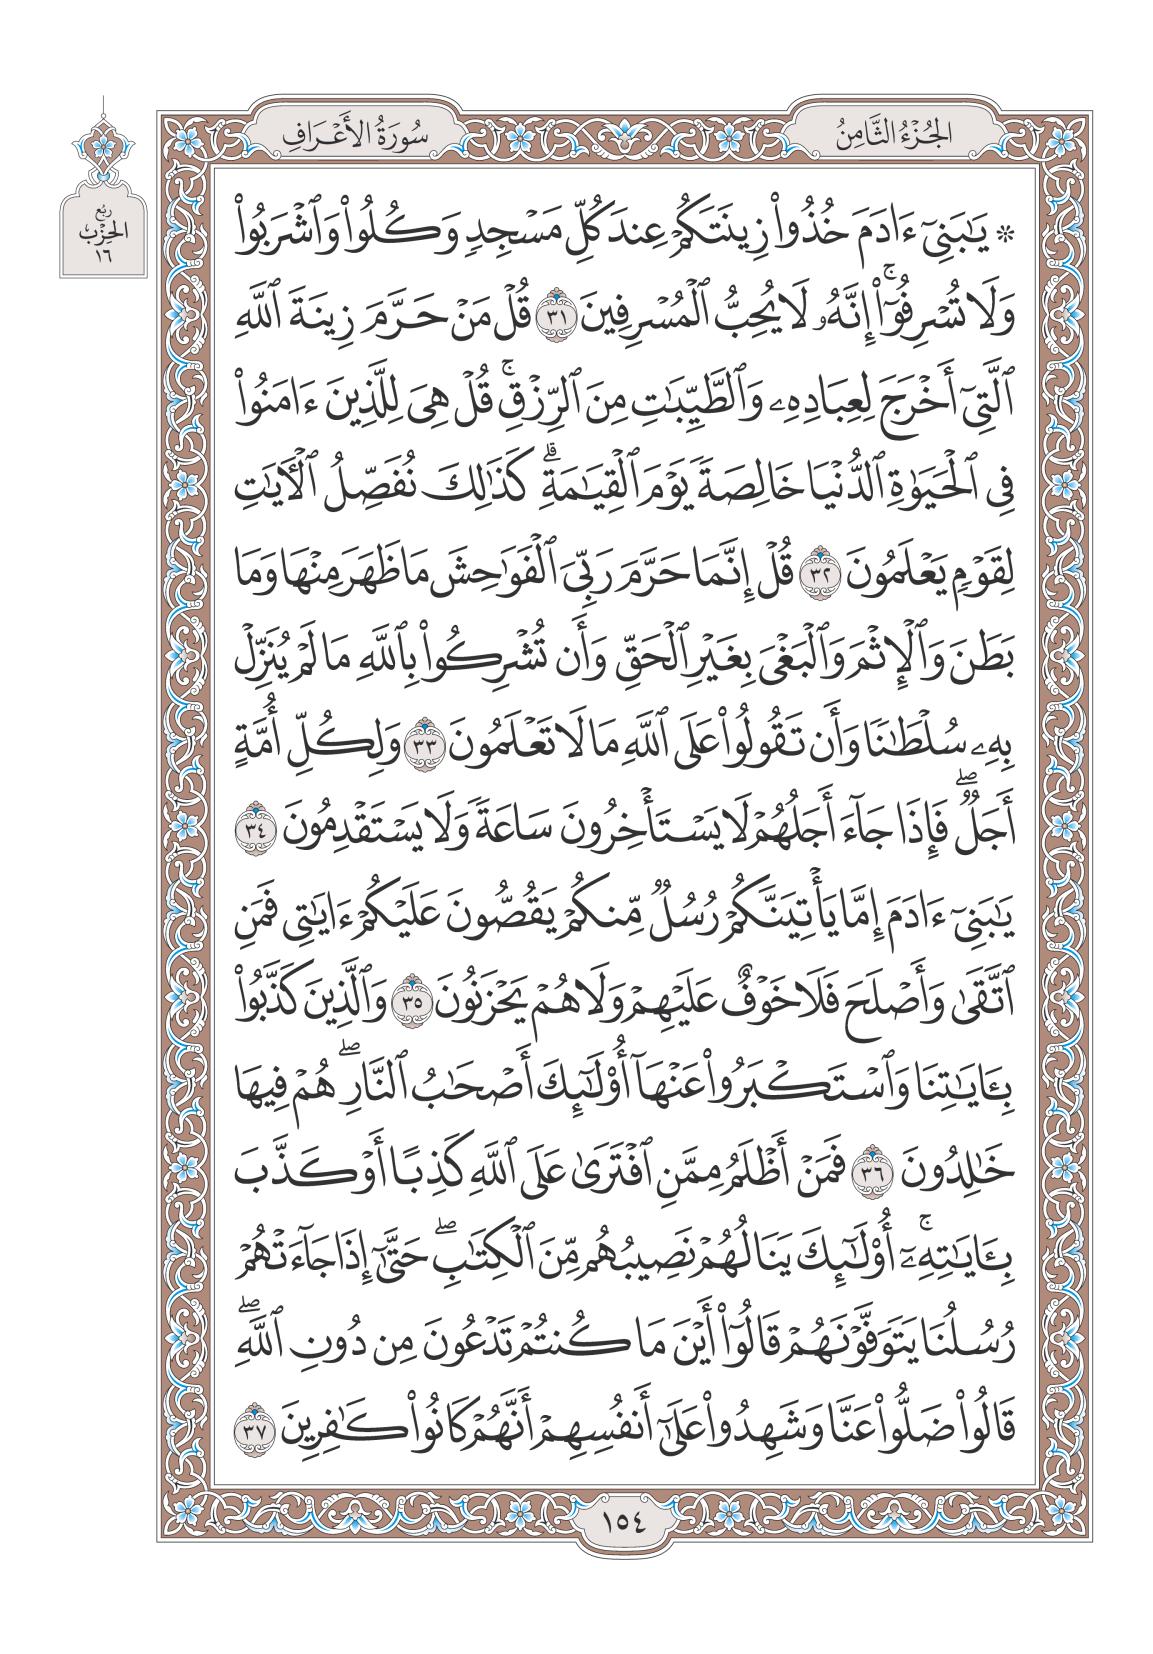 الجُزْءُ الثَّامِنُ
سُورَةُ الأَعْرَافِ
ربع
الحِزْب
١٦
۞ يَـٰبَنِيٓ ءَادَمَ خُذُوا۟ زِينَتَكُمْ عِندَ كُلِّ مَسْجِدٍ وَكُلُوا۟ وَٱشْرَبُوا۟
وَلَا تُسْرِفُوٓا۟ۚ إِنَّهُۥ لَا يُحِبُّ ٱلْمُسْرِفِينَ ٣١ قُلْ مَنْ حَرَّمَ زِينَةَ ٱللَّهِ
ٱلَّتِيٓ أَخْرَجَ لِعِبَادِهِۦ وَٱلطَّيِّبَـٰتِ مِنَ ٱلرِّزْقِۚ قُلْ هِىَ لِلَّذِينَ ءَامَنُوا۟
فِى ٱلْحَيَوٰةِ ٱلدُّنْيَا خَالِصَةً يَوْمَ ٱلْقِيَـٰمَةِۗ كَذَٰلِكَ نُفَصِّلُ ٱلْـَٔايَـٰتِ
لِقَوْمٍ يَعْلَمُونَ ٣٢ قُلْ إِنَّمَا حَرَّمَ رَبِّىَ ٱلْفَوَٰحِشَ مَا ظَهَرَ مِنْهَا وَمَا
بَطَنَ وَٱلْإِثْمَ وَٱلْبَغْىَ بِغَيْرِ ٱلْحَقِّ وَأَن تُشْرِكُوا۟ بِٱللَّهِ مَا لَمْ يُنَزِّلْ
بِهِۦ سُلْطَـٰنًا وَأَن تَقُولُوا۟ عَلَى ٱللَّهِ مَا لَا تَعْلَمُونَ ٣٣ وَلِكُلِّ أُمَّةٍ
أَجَلٌۖ فَإِذَا جَآءَ أَجَلُهُمْ لَا يَسْتَأْخِرُونَ سَاعَةً وَلَا يَسْتَقْدِمُونَ ٣٤
يَـٰبَنِىٓ ءَادَمَ إِمَّا يَأْتِيَنَّكُمْ رُسُلٌ مِّنكُمْ يَقُصُّونَ عَلَيْكُمْ ءَايَـٰتِى فَمَنِ
ٱتَّقَىٰ وَأَصْلَحَ فَلَا خَوْفٌ عَلَيْهِمْ وَلَا هُمْ يَحْزَنُونَ ٣٥ وَٱلَّذِينَ كَذَّبُوا۟
بِـَٔايَـٰتِنَا وَٱسْتَكْبَرُوا۟ عَنْهَآ أُو۟لَـٰٓئِكَ أَصْحَـٰبُ ٱلنَّارِۖ هُمْ فِيهَا
خَـٰلِدُونَ ٣٦ فَمَنْ أَظْلَمُ مِمَّنِ ٱفْتَرَىٰ عَلَى ٱللَّهِ كَذِبًا أَوْ كَذَّبَ
بِـَٔايَـٰتِهِۦٓۚ أُو۟لَـٰٓئِكَ يَنَالُهُمْ نَصِيبُهُم مِّنَ ٱلْكِتَـٰبِۖ حَتَّىٰٓ إِذَا جَآءَتْهُمْ
رُسُلُنَا يَتَوَفَّوْنَهُمْ قَالُوٓا۟ أَيْنَ مَا كُنتُمْ تَدْعُونَ مِن دُونِ ٱللَّهِۖ
قَالُوا۟ ضَلُّوا۟ عَنَّا وَشَهِدُوا۟ عَلَىٰٓ أَنفُسِهِمْ أَنَّهُمْ كَانُوا۟ كَـٰفِرِينَ ٣٧
١٥٤